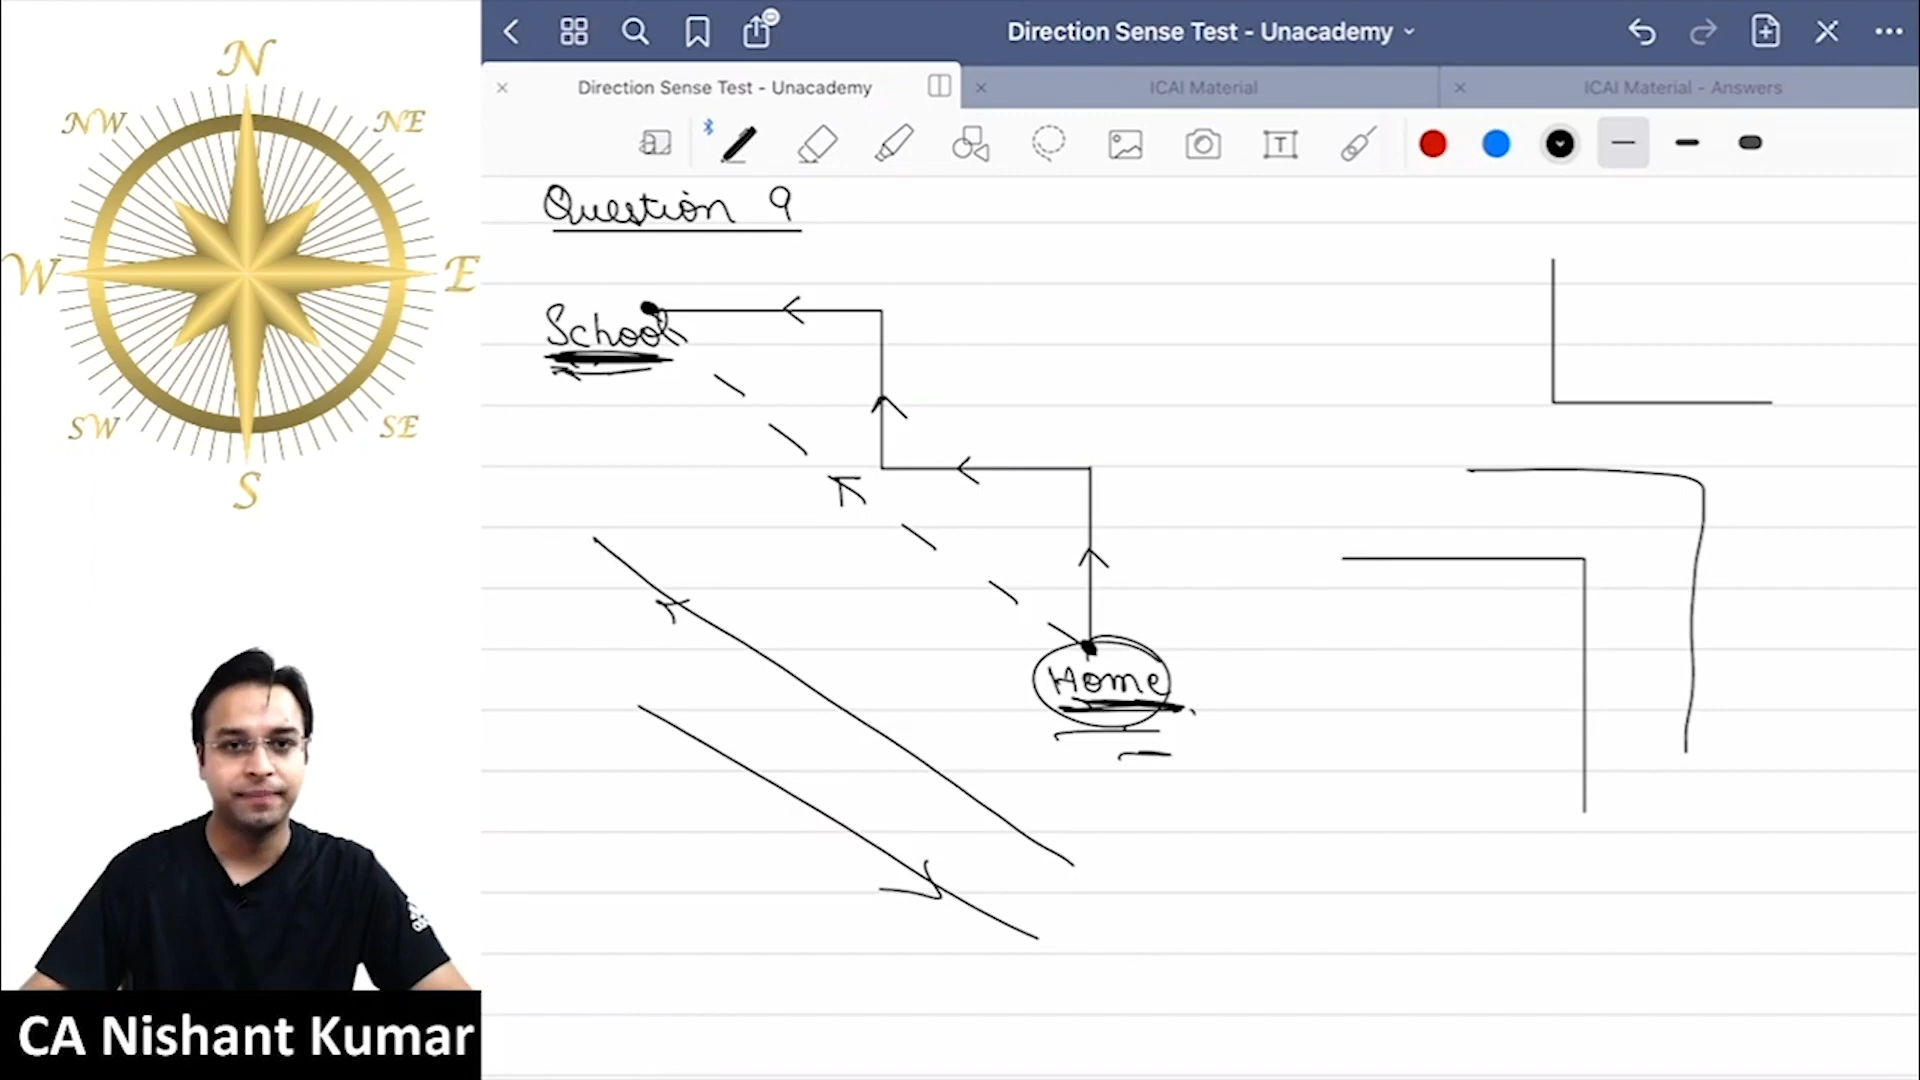 N
NW
NE
W
E
SW
SE
S
CA Nishant Kumar
Direction Sense Test - Unacademy
Direction Sense Test - Unacademy
ICAI Material
ICAI Material - Answers
T
Question 9
School
Home